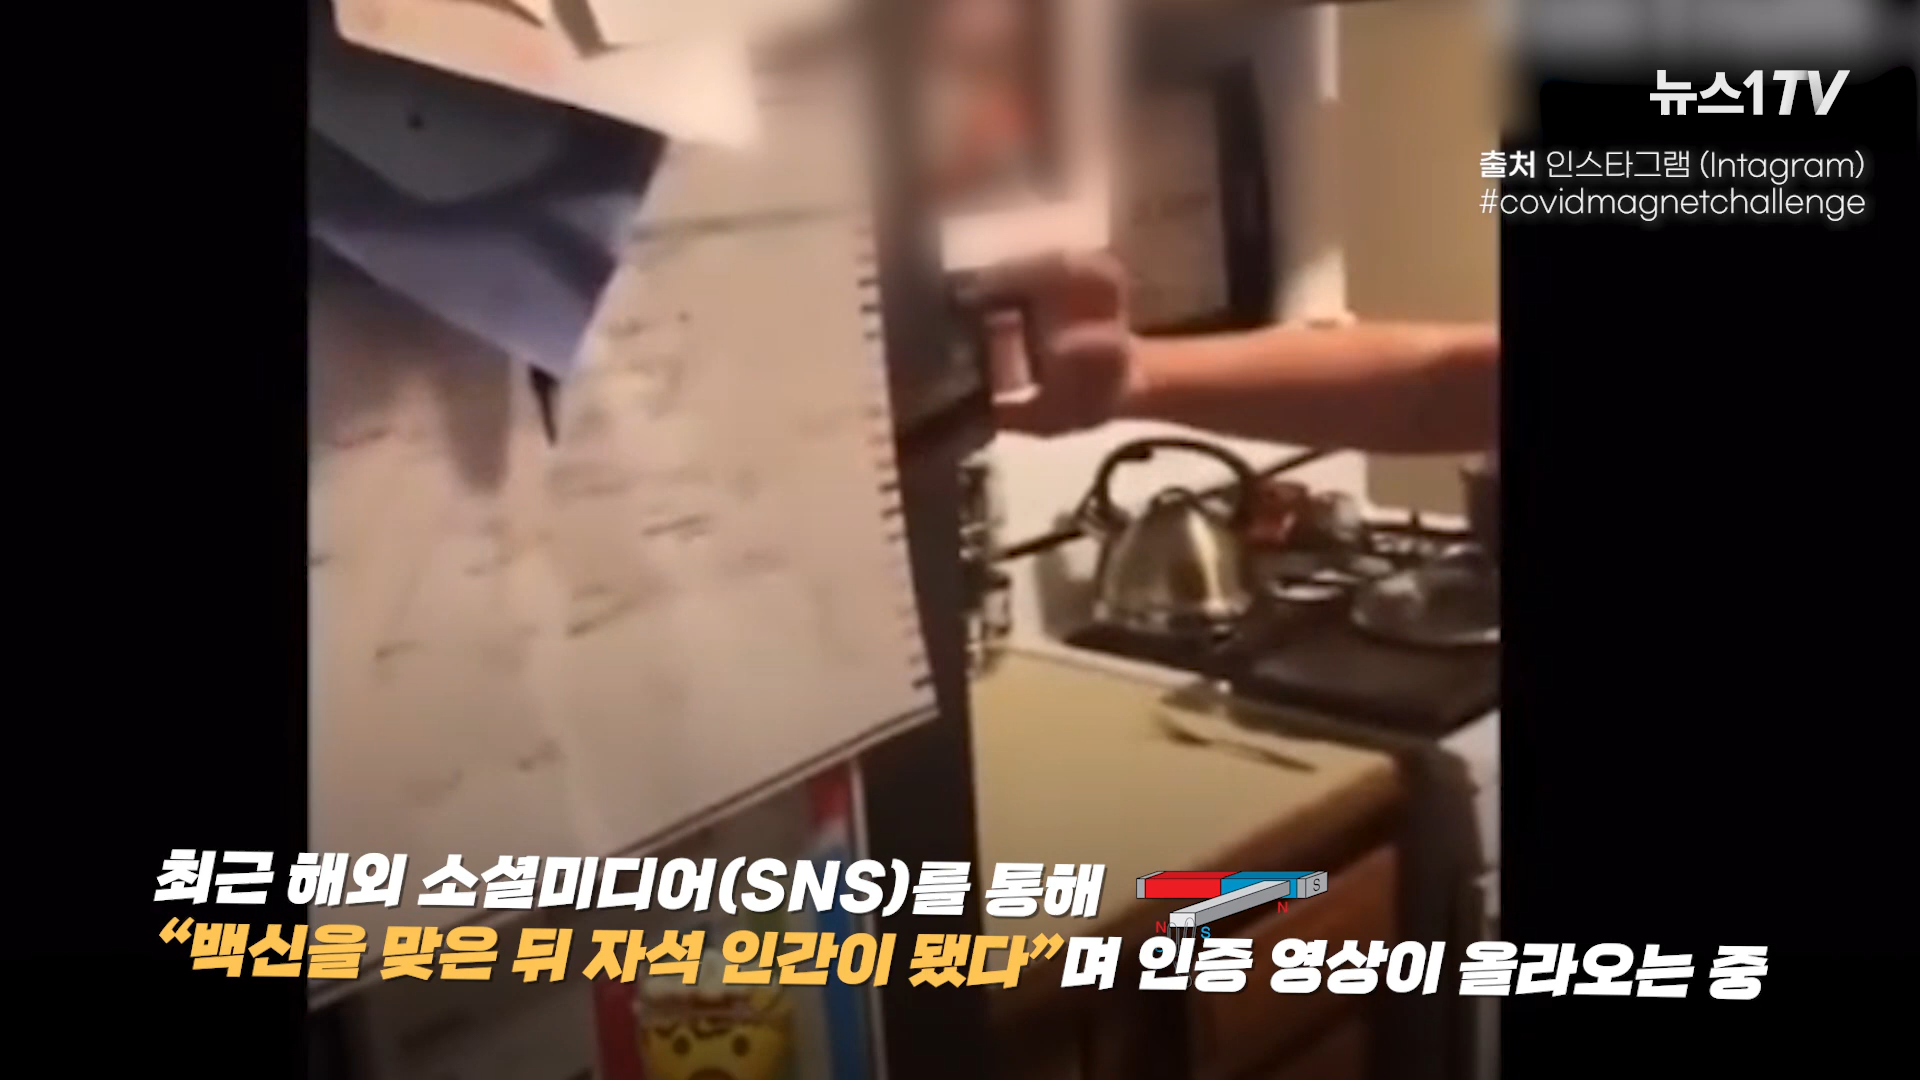 뉴스1TV
출처 인스타그램 (Intagram)
#covidmagnetchallenge
최근 해외 소셜미디어(SNS)를 통해
“백신을 맞은 뒤 자석 인간이 됐다”며 인증 영상이 올라오는 중
S
N
N
S